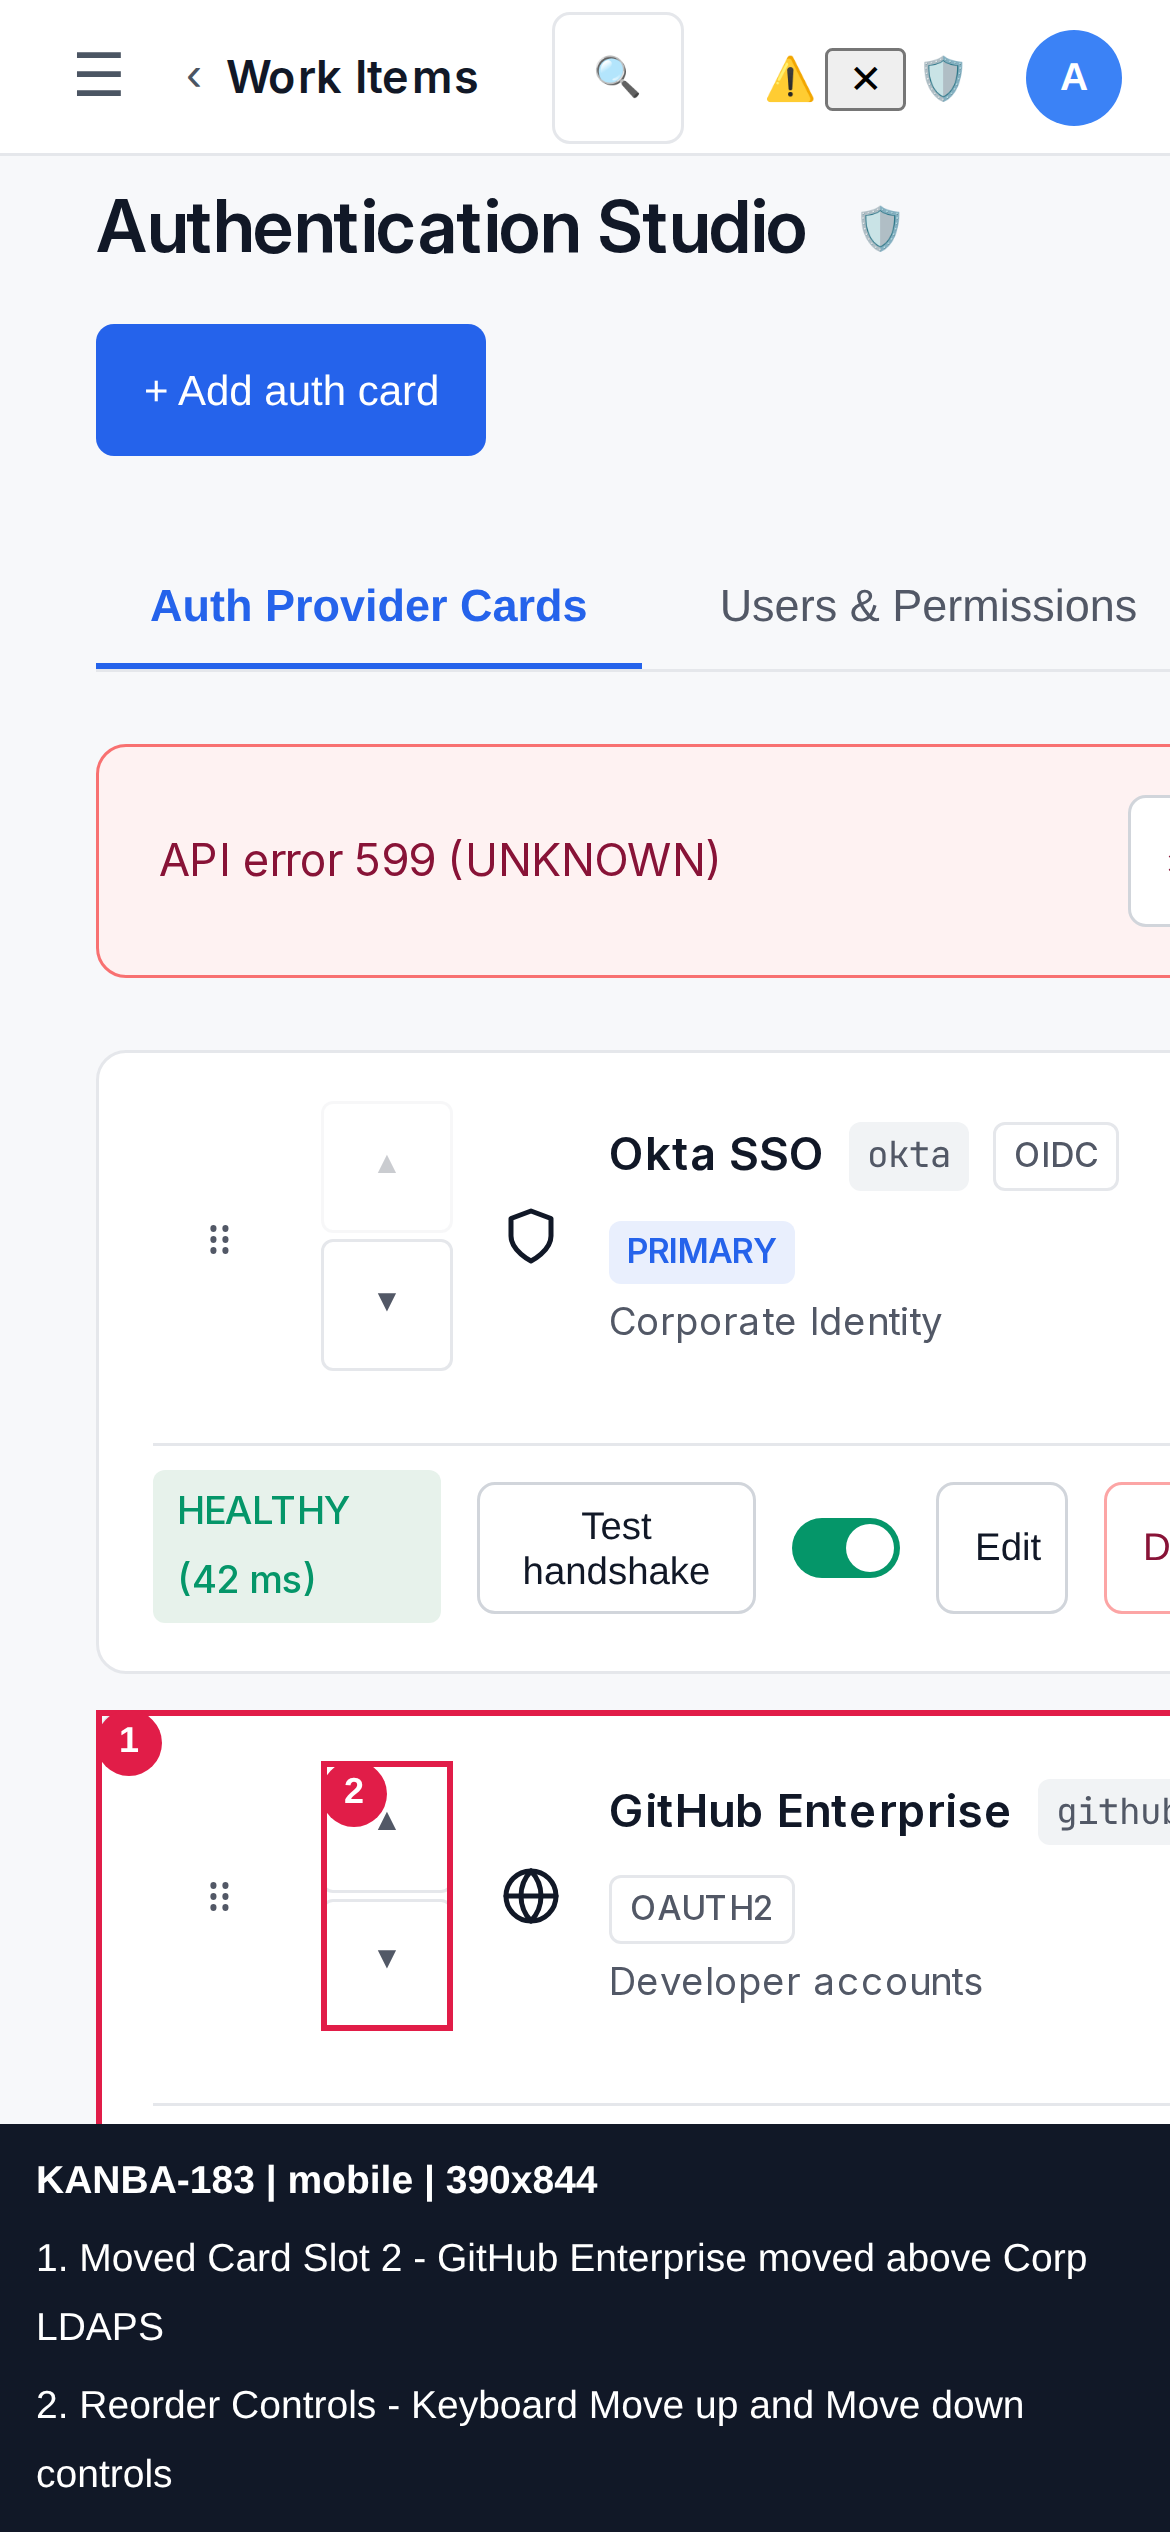 ☰ ‹ Work Items 🔍 ⚠️ ✕ 🛡️ A
Authentication Studio 🛡️
+ Add auth card
Auth Provider Cards Users & Permissions
API error 599 (UNKNOWN)
▲
Okta SSO okta OIDC
PRIMARY
▼
Corporate Identity
HEALTHY
(42 ms)
Test
handshake
Edit
D
1
2
▲
GitHub Enterprise github
OAUTH2
▼
Developer accounts
KANBA-183 | mobile | 390x844
1. Moved Card Slot 2 - GitHub Enterprise moved above Corp
LDAPS
2. Reorder Controls - Keyboard Move up and Move down
controls